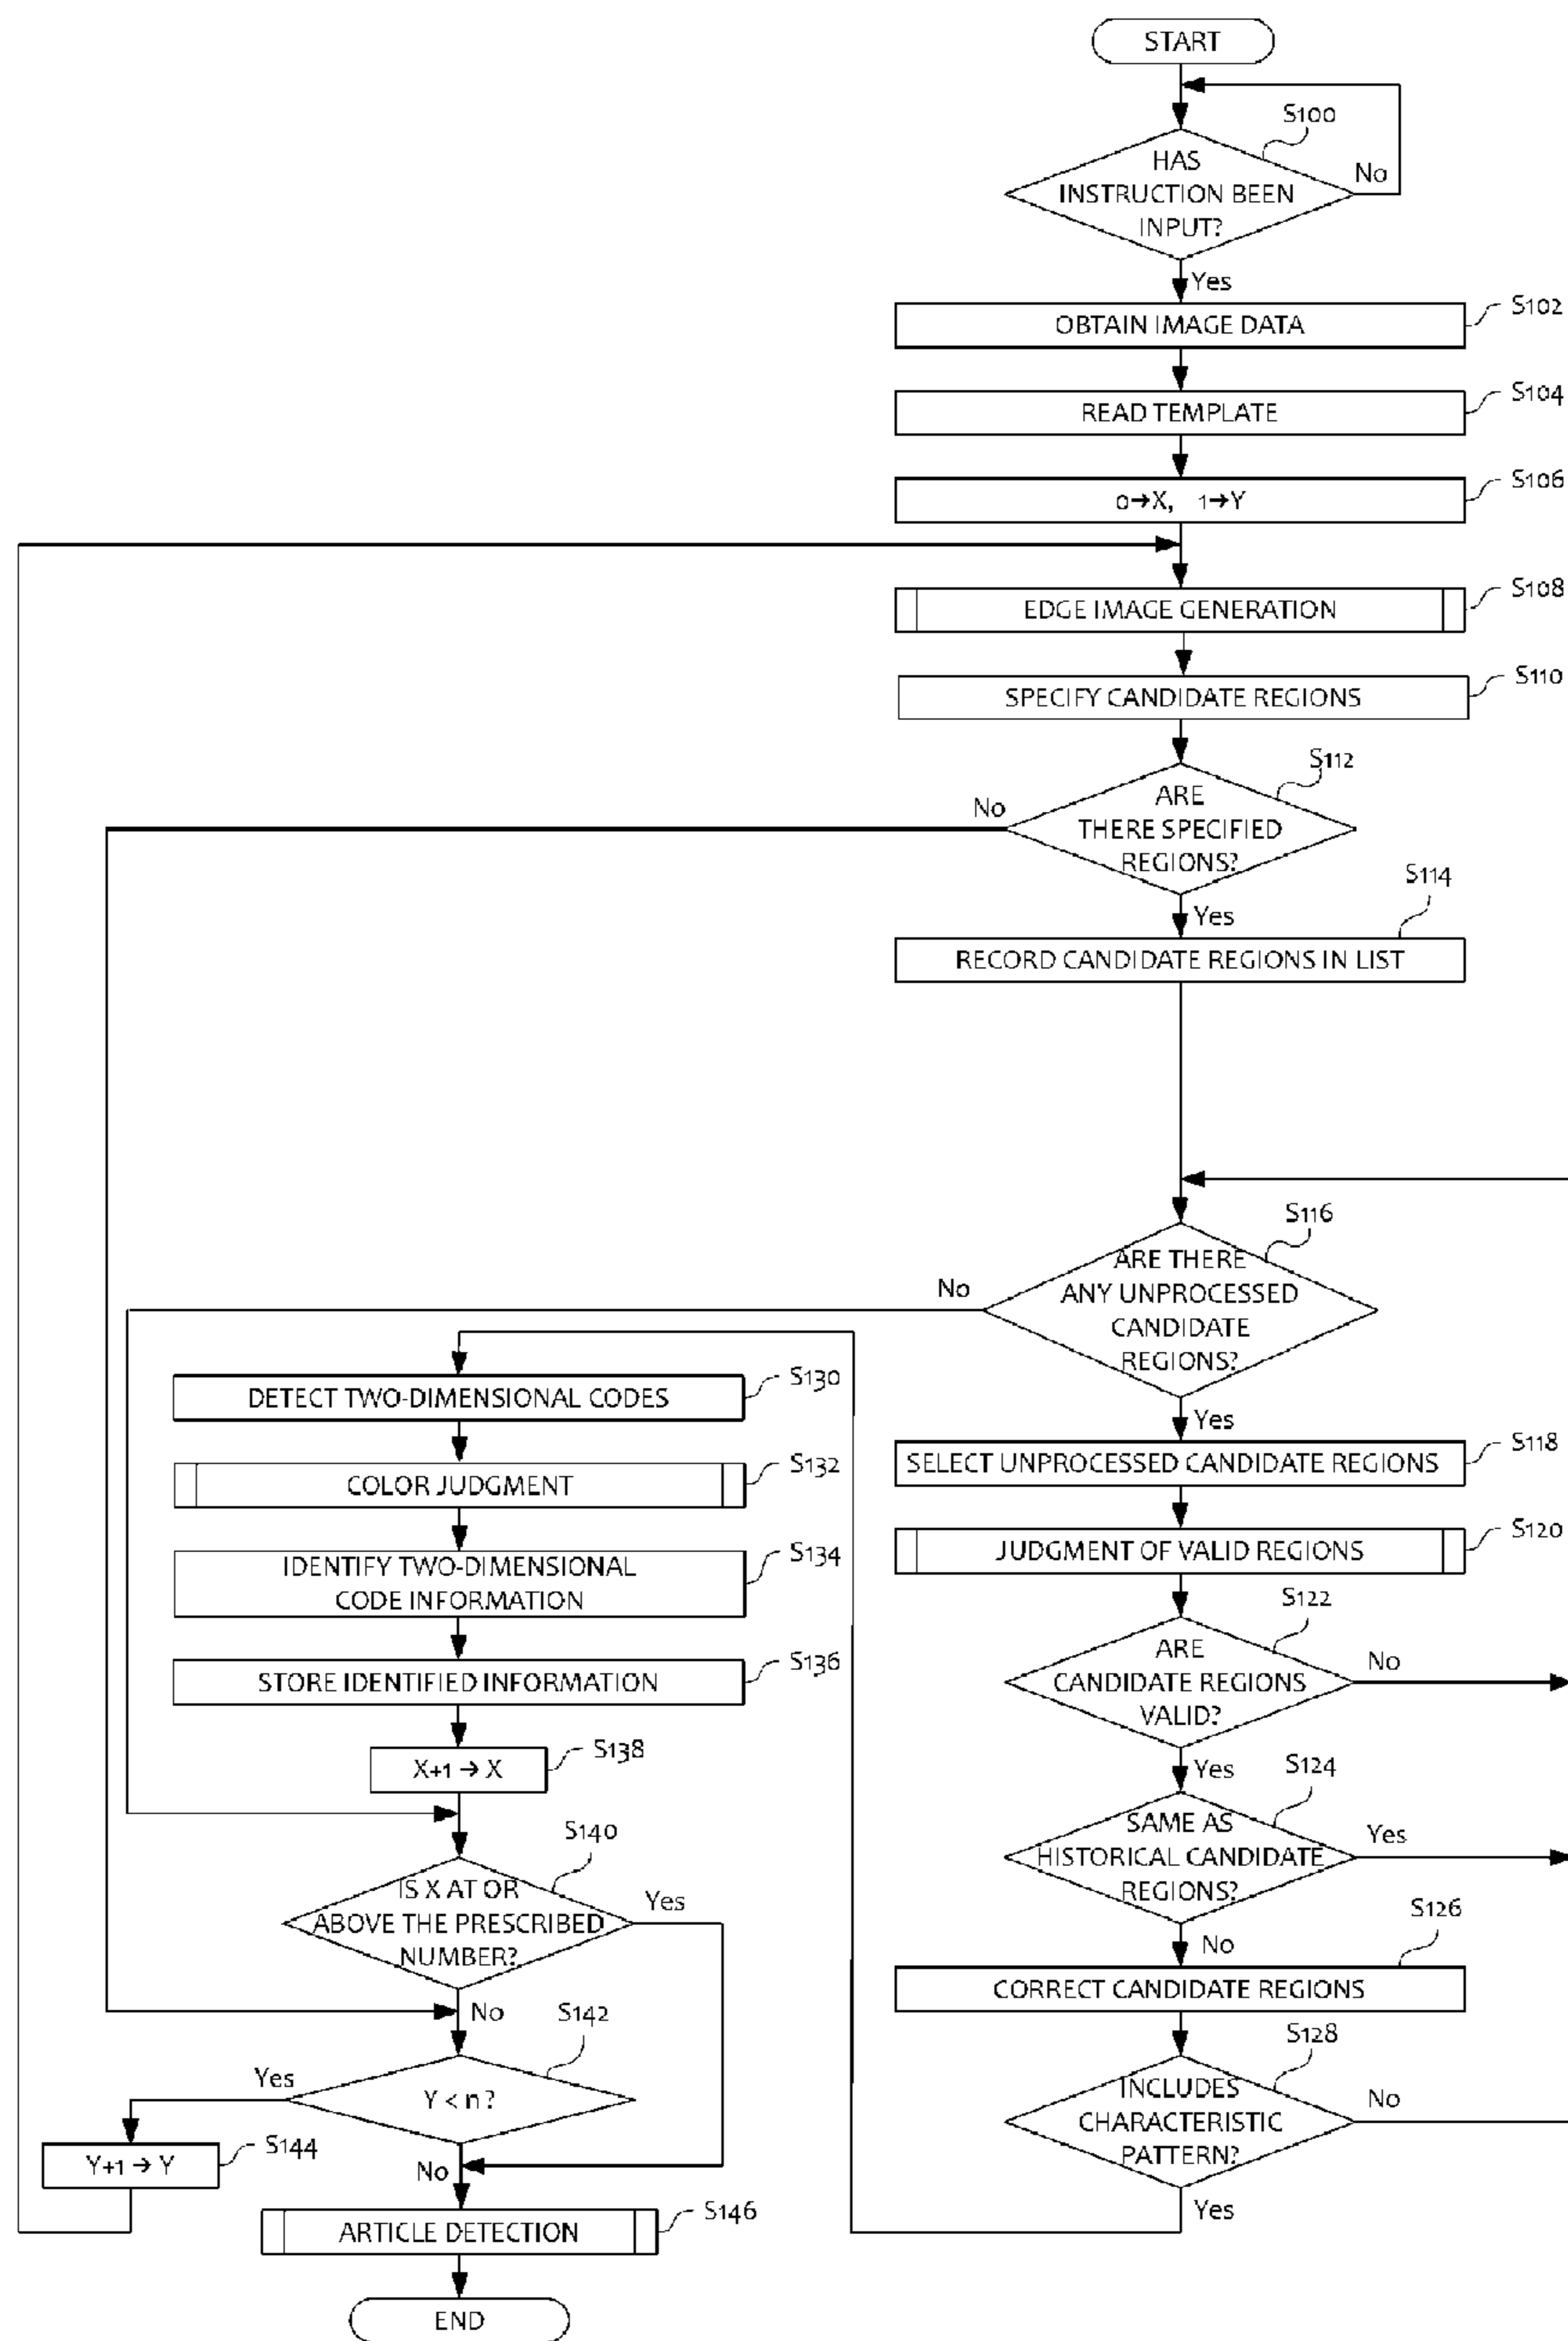 START
S100
HAS
INSTRUCTION BEEN
INPUT?
No
Yes
OBTAIN IMAGE DATA
S102
READ TEMPLATE
S104
0→X, 1→Y
S106
EDGE IMAGE GENERATION
S108
SPECIFY CANDIDATE REGIONS
S110
S112
ARE
THERE SPECIFIED
REGIONS?
No
Yes
S114
RECORD CANDIDATE REGIONS IN LIST
S116
ARE THERE
ANY UNPROCESSED
CANDIDATE
REGIONS?
No
Yes
SELECT UNPROCESSED CANDIDATE REGIONS
S118
JUDGMENT OF VALID REGIONS
S120
S122
ARE
CANDIDATE REGIONS
VALID?
No
Yes
S124
SAME AS
HISTORICAL CANDIDATE
REGIONS?
Yes
No
S126
CORRECT CANDIDATE REGIONS
S128
INCLUDES
CHARACTERISTIC
PATTERN?
No
Yes
DETECT TWO-DIMENSIONAL CODES
S130
COLOR JUDGMENT
S132
IDENTIFY TWO-DIMENSIONAL
CODE INFORMATION
S134
STORE IDENTIFIED INFORMATION
S136
X+1 → X
S138
S140
IS X AT OR
ABOVE THE PRESCRIBED
NUMBER?
Yes
No
S142
Y < n ?
Yes
No
Y+1 → Y
S144
ARTICLE DETECTION
S146
END